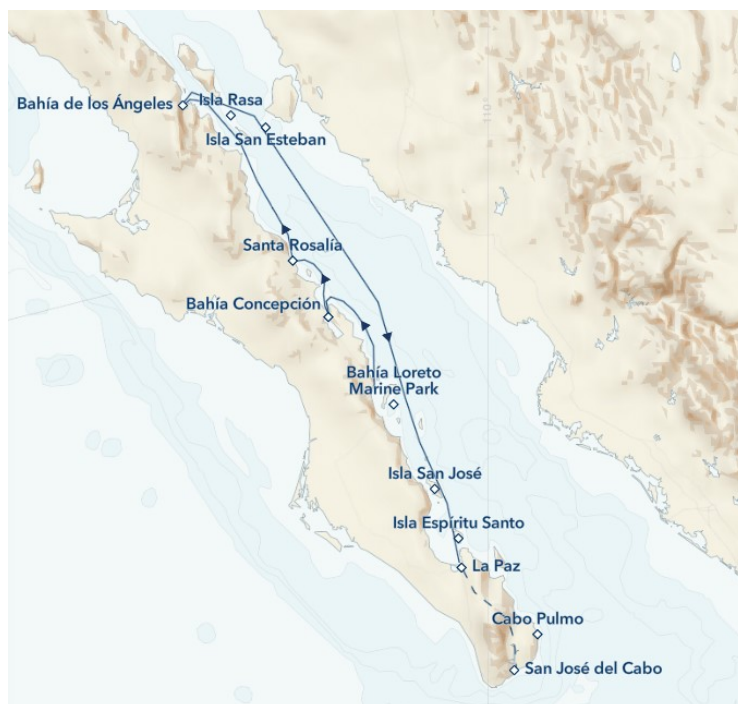 Bahía de los Ángeles
Isla Rasa
Isla San Esteban
110°
Santa Rosalía
Bahía Concepción
Bahía Loreto
Marine Park
Isla San José
Isla Espíritu Santo
La Paz
Cabo Pulmo
San José del Cabo